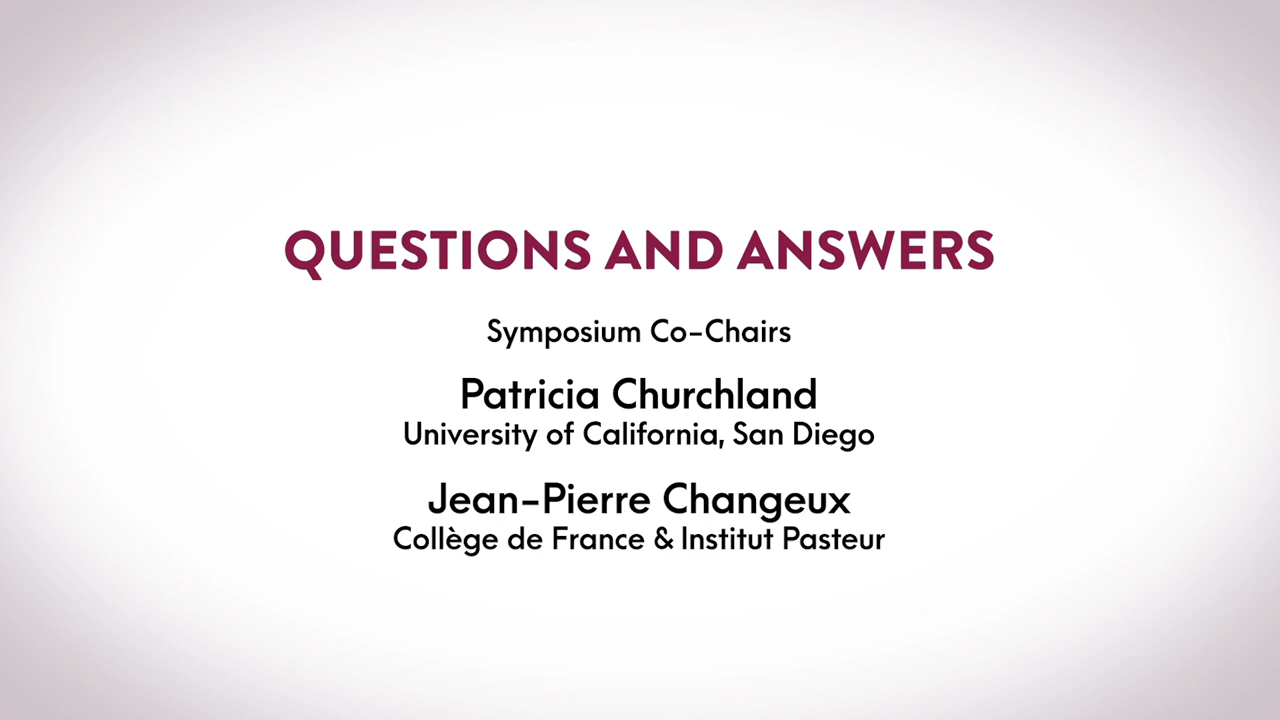 QUESTIONS AND ANSWERS
Symposium Co-Chairs
Patricia Churchland
University of California, San Diego
Jean-Pierre Changeux
Collège de France & Institut Pasteur